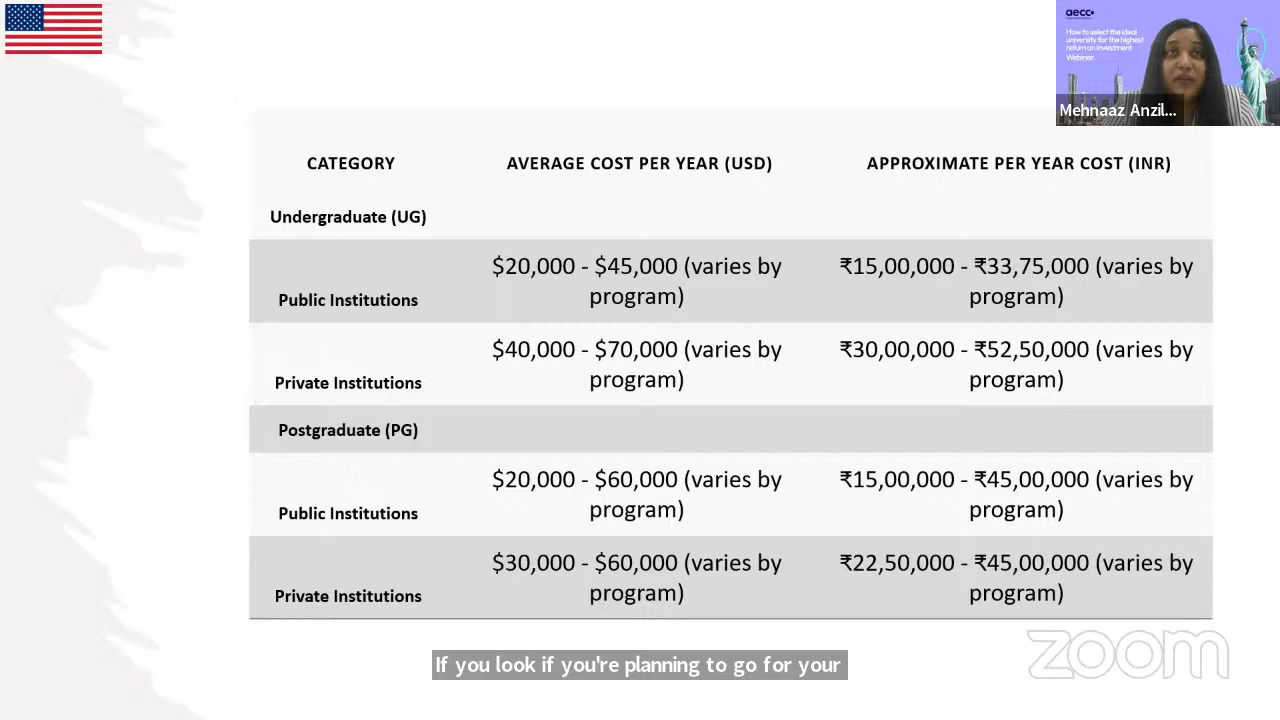 aecc
How to select the ideal
university for the highest
return on Investment
Webinar.
Mehnaaz Anzil...
CATEGORY
AVERAGE COST PER YEAR (USD)
APPROXIMATE PER YEAR COST (INR)
Undergraduate (UG)
Public Institutions
$20,000 - $45,000 (varies by
program)
₹15,00,000 - ₹33,75,000 (varies by
program)
Private Institutions
$40,000 - $70,000 (varies by
program)
₹30,00,000 - ₹52,50,000 (varies by
program)
Postgraduate (PG)
Public Institutions
$20,000 - $60,000 (varies by
program)
₹15,00,000 - ₹45,00,000 (varies by
program)
Private Institutions
$30,000 - $60,000 (varies by
program)
₹22,50,000 - ₹45,00,000 (varies by
program)
If you look if you're planning to go for your
zoom